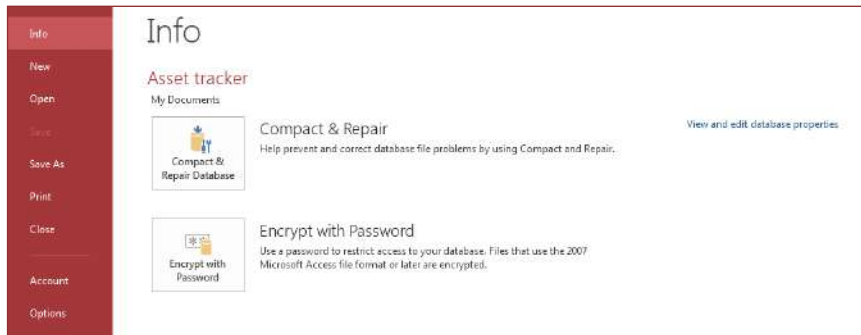 Info
New
Open
Save
Save As
Print
Close
Account
Options
Info
Asset tracker
My Documents
Compact &
Repair Database
Compact & Repair
Help prevent and correct database file problems by using Compact and Repair.
View and edit database properties
Encrypt with
Password
Encrypt with Password
Use a password to restrict access to your database. Files that use the 2007
Microsoft Access file format or later are encrypted.